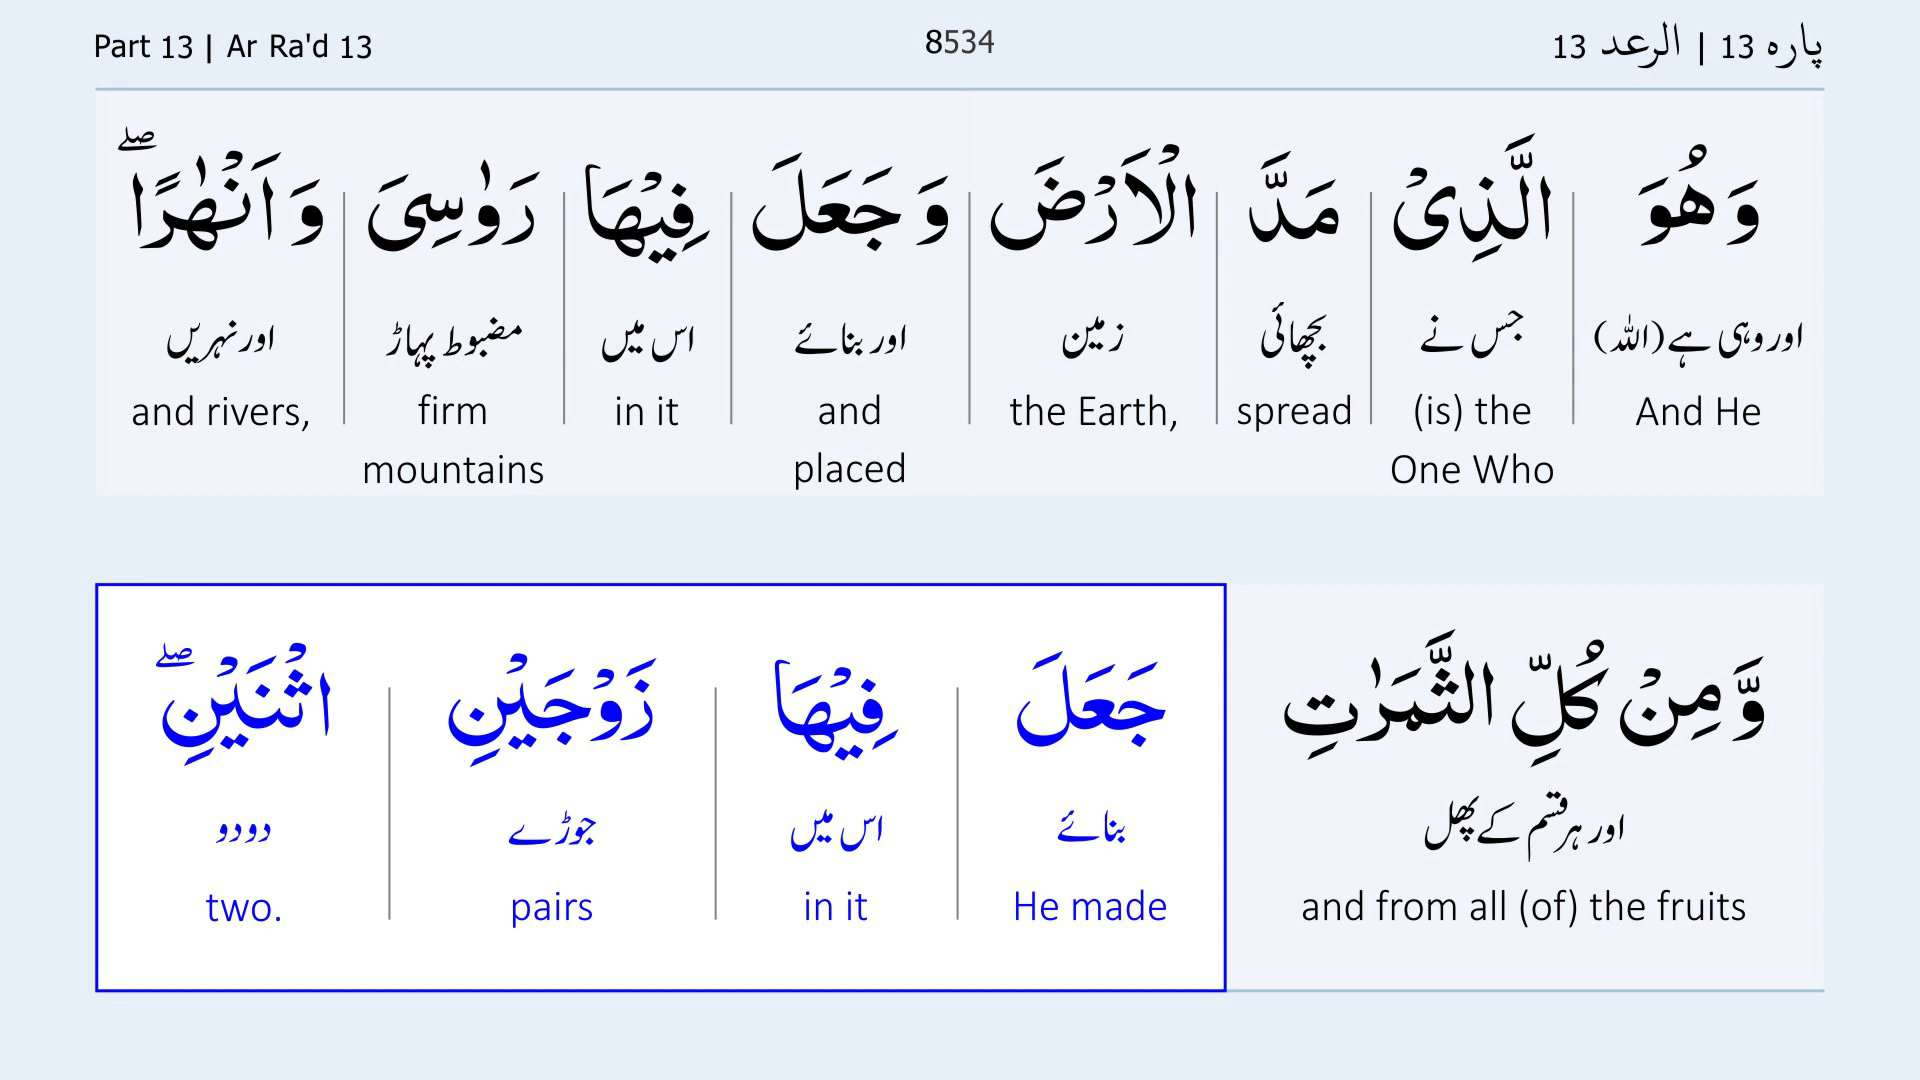 Part 13 | Ar Ra'd 13
8534
پارہ 13 | الرعد 13
وَ هُوَ الَّذِیْ مَدَّ الْاَرْضَ وَ جَعَلَ فِیْهَا رَوٰسِیَ وَ اَنْهٰرًا ؕۖ
اور وہی ہے (اللہ) جس نے بچھائی زمین اور بنائے اس میں مضبوط پہاڑ اور نہریں
And He (is) the One Who spread the Earth, and placed in it firm mountains and rivers,
وَ مِنْ كُلِّ الثَّمَرٰتِ جَعَلَ فِیْهَا زَوْجَیْنِ اثْنَیْنِ ۖ
اور ہر قسم کے پھل بنائے اس میں جوڑے دو دو
and from all (of) the fruits He made in it pairs two.